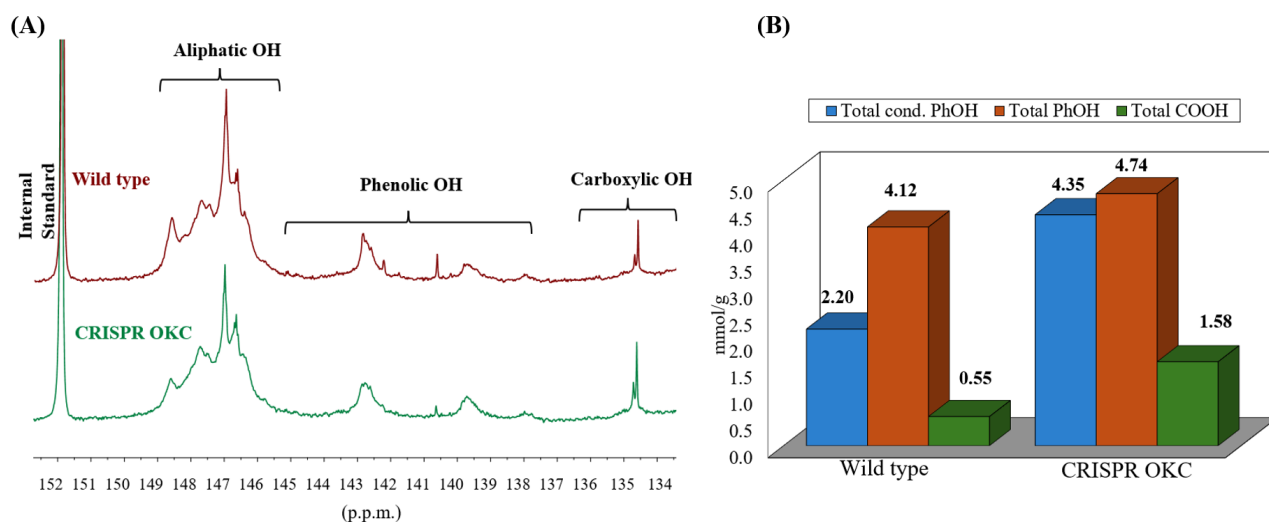 (A)
Aliphatic OH
Internal
Standard
Wild type
Phenolic OH
Carboxylic OH
CRISPR OKC
152 151 150 149 148 147 146 145 144 143 142 141 140 139 138 137 136 135 134
(p.p.m.)
(B)
Total cond. PhOH Total PhOH Total COOH
mmol/g
5.0
4.5
4.0
3.5
3.0
2.5
2.0
1.5
1.0
0.5
0.0
2.20
4.12
0.55
4.35
4.74
1.58
Wild type
CRISPR OKC